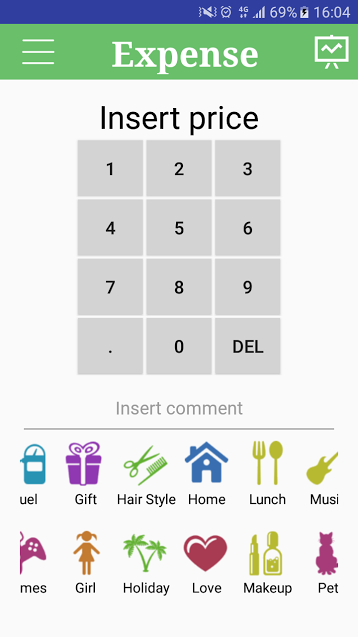 4G 69% 16:04
Expense
Insert price
1 2 3
4 5 6
7 8 9
. 0 DEL
Insert comment
uel Gift Hair Style Home Lunch Musi
mes Girl Holiday Love Makeup Pet